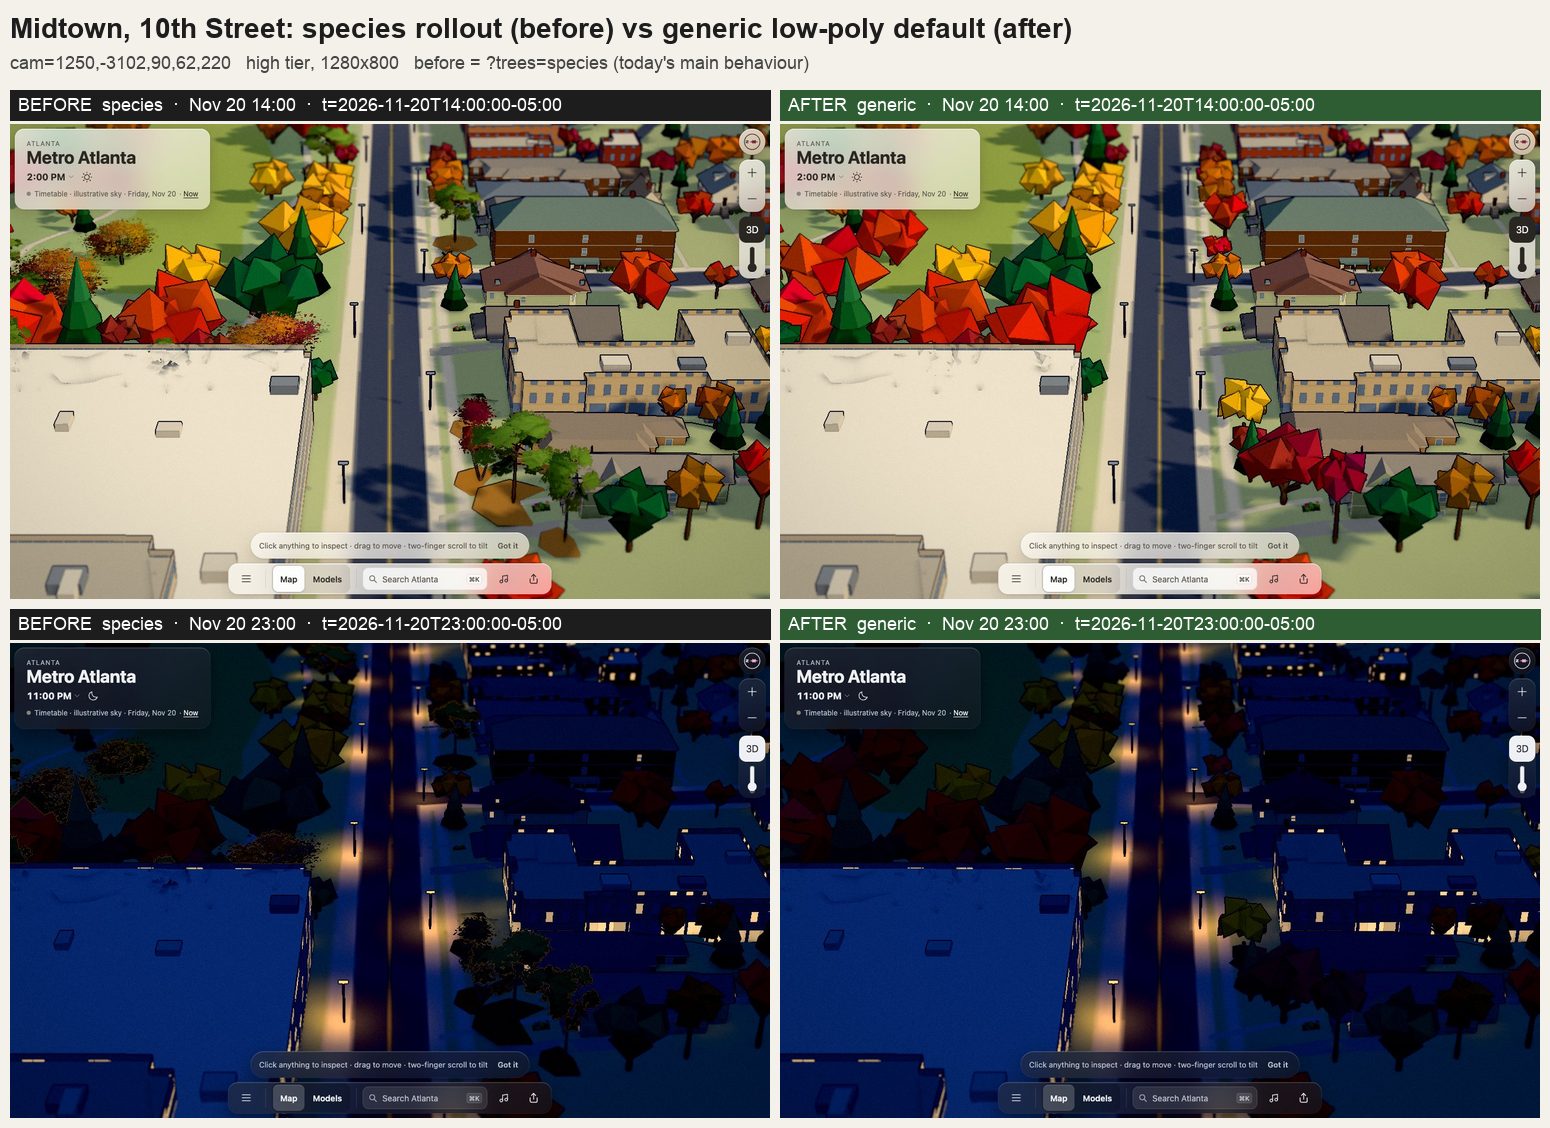 Midtown, 10th Street: species rollout (before) vs generic low-poly default (after)
cam=1250,-3102,90,62,220 high tier, 1280x800 before = ?trees=species (today's main behaviour)
BEFORE species · Nov 20 14:00 · t=2026-11-20T14:00:00-05:00
ATLANTA
Metro Atlanta
2:00 PM
Timetable · illustrative sky · Friday, Nov 20 · Now
3D
Click anything to inspect · drag to move · two-finger scroll to tilt Got it
Map Models Search Atlanta ⌘K
AFTER generic · Nov 20 14:00 · t=2026-11-20T14:00:00-05:00
ATLANTA
Metro Atlanta
2:00 PM
Timetable · illustrative sky · Friday, Nov 20 · Now
3D
Click anything to inspect · drag to move · two-finger scroll to tilt Got it
Map Models Search Atlanta ⌘K
BEFORE species · Nov 20 23:00 · t=2026-11-20T23:00:00-05:00
ATLANTA
Metro Atlanta
11:00 PM
Timetable · illustrative sky · Friday, Nov 20 · Now
3D
Click anything to inspect · drag to move · two-finger scroll to tilt Got it
Map Models Search Atlanta ⌘K
AFTER generic · Nov 20 23:00 · t=2026-11-20T23:00:00-05:00
ATLANTA
Metro Atlanta
11:00 PM
Timetable · illustrative sky · Friday, Nov 20 · Now
3D
Click anything to inspect · drag to move · two-finger scroll to tilt Got it
Map Models Search Atlanta ⌘K